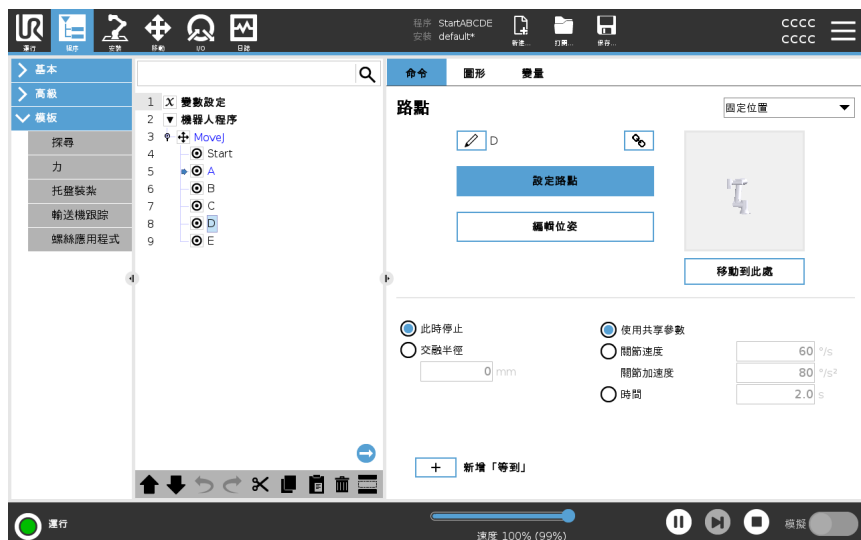 程序 StartABCDE
安裝 default*
CCCC
CCCC
運行
程序
安裝
移動
I/O
日誌
新建...
打開...
保存...
基本
高級
模板
探尋
力
托盤裝紮
輸送機跟踪
螺絲應用程式
1 X 變數設定
2 ▼ 機器人程序
3 MoveJ
4 Start
5 A
6 B
7 C
8 D
9 E
命令
圖形
變量
路點
固定位置
D
設定路點
編輯位姿
移動到此處
此時停止
交融半徑
0 mm
使用共享參數
關節速度
60 °/s
關節加速度
80 °/s²
時間
2.0 s
+ 新增「等到」
運行
速度 100% (99%)
模擬